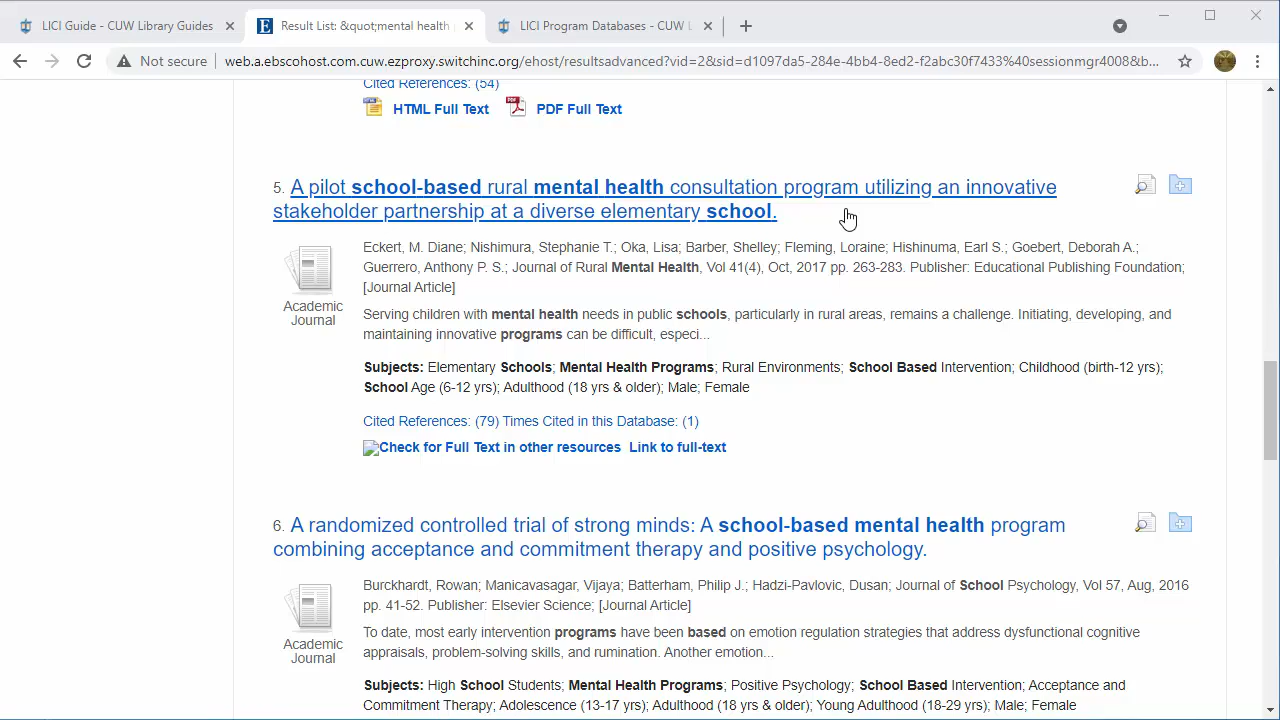 LICI Guide - CUW Library Guides
Result List: &quot;mental health
LICI Program Databases - CUW L
Not secure
web.a.ebscohost.com.cuw.ezproxy.switchinc.org/ehost/resultsadvanced?vid=2&sid=d1097da5-284e-4bb4-8ed2-f2abc30f7433%40sessionmgr4008&b...
Cited References: (54)
HTML Full Text PDF Full Text
5. A pilot school-based rural mental health consultation program utilizing an innovative
stakeholder partnership at a diverse elementary school.
Eckert, M. Diane; Nishimura, Stephanie T.; Oka, Lisa; Barber, Shelley; Fleming, Loraine; Hishinuma, Earl S.; Goebert, Deborah A.;
Guerrero, Anthony P. S.; Journal of Rural Mental Health, Vol 41(4), Oct, 2017 pp. 263-283. Publisher: Educational Publishing Foundation;
[Journal Article]
Academic
Journal
Serving children with mental health needs in public schools, particularly in rural areas, remains a challenge. Initiating, developing, and
maintaining innovative programs can be difficult, especi...
Subjects: Elementary Schools; Mental Health Programs; Rural Environments; School Based Intervention; Childhood (birth-12 yrs);
School Age (6-12 yrs); Adulthood (18 yrs & older); Male; Female
Cited References: (79) Times Cited in this Database: (1)
Check for Full Text in other resources Link to full-text
6. A randomized controlled trial of strong minds: A school-based mental health program
combining acceptance and commitment therapy and positive psychology.
Burckhardt, Rowan; Manicavasagar, Vijaya; Batterham, Philip J.; Hadzi-Pavlovic, Dusan; Journal of School Psychology, Vol 57, Aug, 2016
pp. 41-52. Publisher: Elsevier Science; [Journal Article]
Academic
Journal
To date, most early intervention programs have been based on emotion regulation strategies that address dysfunctional cognitive
appraisals, problem-solving skills, and rumination. Another emotion...
Subjects: High School Students; Mental Health Programs; Positive Psychology; School Based Intervention; Acceptance and
Commitment Therapy; Adolescence (13-17 yrs); Adulthood (18 yrs & older); Young Adulthood (18-29 yrs); Male; Female